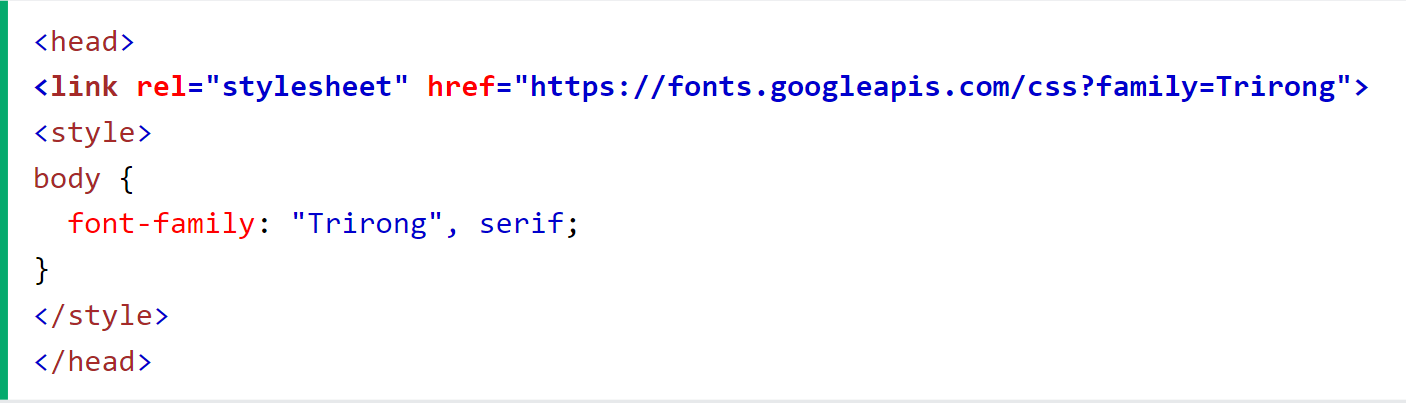 <head>
<link rel="stylesheet" href="https://fonts.googleapis.com/css?family=Trirong">
<style>
body {
  font-family: "Trirong", serif;
}
</style>
</head>